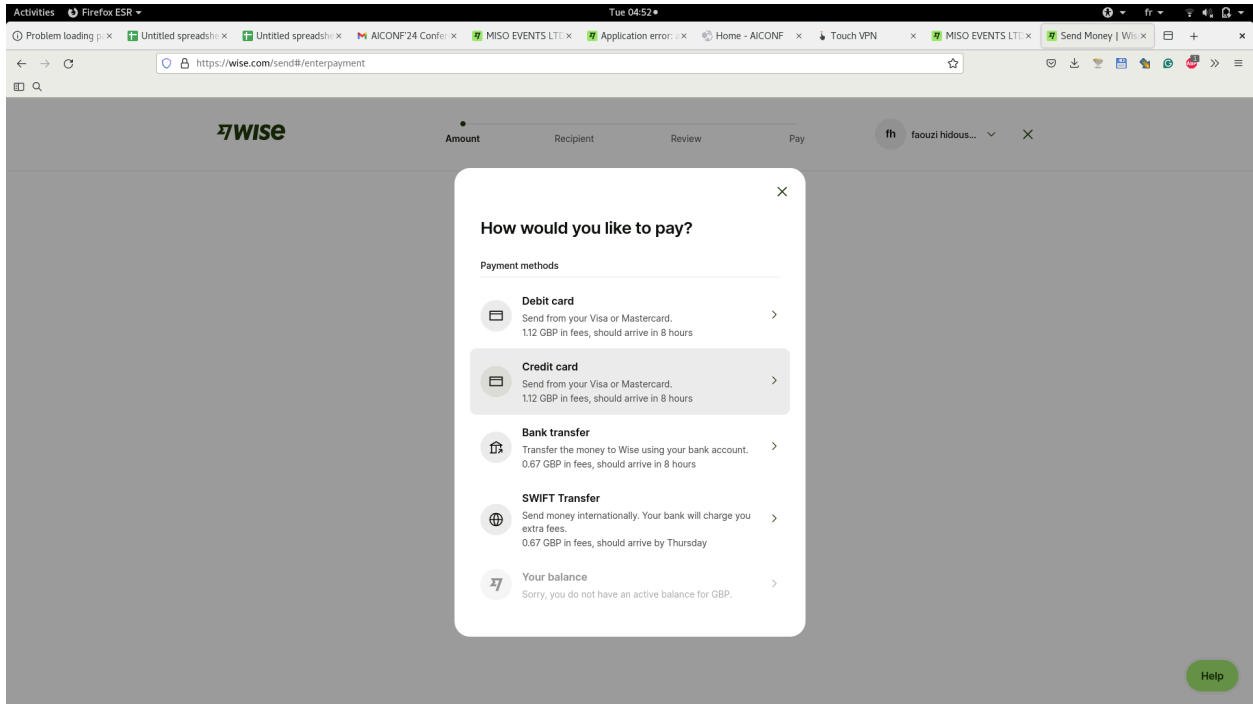 Activities Firefox ESR Tue 04:52 fr
Problem loading p Untitled spreadshe Untitled spreadshe AICONF'24 Confer MISO EVENTS LTD Application error: a Home - AICONF Touch VPN MISO EVENTS LTD Send Money | Wis
https://wise.com/send#/enterpayment
WISE
Amount Recipient Review Pay
fh faouzi hidous...
How would you like to pay?
Payment methods
Debit card
Send from your Visa or Mastercard.
1.12 GBP in fees, should arrive in 8 hours
Credit card
Send from your Visa or Mastercard.
1.12 GBP in fees, should arrive in 8 hours
Bank transfer
Transfer the money to Wise using your bank account.
0.67 GBP in fees, should arrive in 8 hours
SWIFT Transfer
Send money internationally. Your bank will charge you
extra fees.
0.67 GBP in fees, should arrive by Thursday
Your balance
Sorry, you do not have an active balance for GBP.
Help